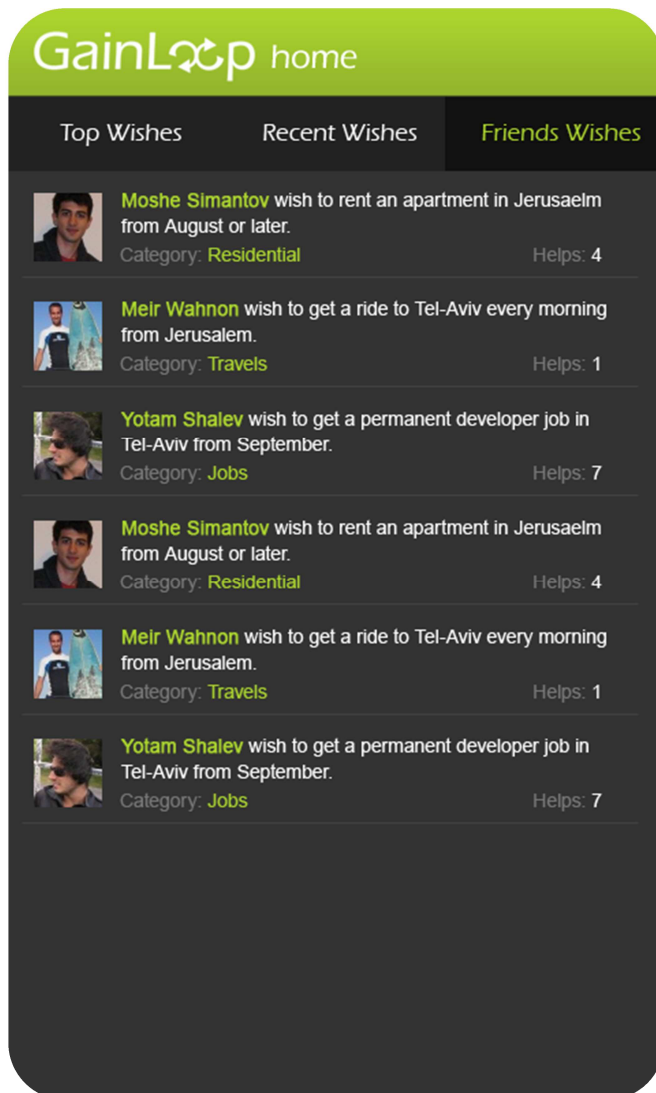 GainLoop home
Top Wishes Recent Wishes Friends Wishes
Moshe Simantov wish to rent an apartment in Jerusaelm
from August or later.
Category: Residential Helps: 4
Meir Wahnon wish to get a ride to Tel-Aviv every morning
from Jerusalem.
Category: Travels Helps: 1
Yotam Shalev wish to get a permanent developer job in
Tel-Aviv from September.
Category: Jobs Helps: 7
Moshe Simantov wish to rent an apartment in Jerusaelm
from August or later.
Category: Residential Helps: 4
Meir Wahnon wish to get a ride to Tel-Aviv every morning
from Jerusalem.
Category: Travels Helps: 1
Yotam Shalev wish to get a permanent developer job in
Tel-Aviv from September.
Category: Jobs Helps: 7